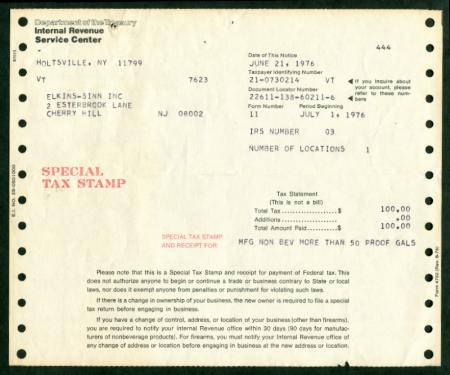 Department of the Treasury
Internal Revenue
Service Center
444
HOLTSVILLE, NY 11799
Date of This Notice
JUNE 21, 1976
Taxpayer Identifying Number
VT 7623
21-0730214 VT
If you inquire about
your account, please
refer to these num-
bers
Document Locator Number
ELKINS-SINN INC
22611-138-60211-6
2 ESTERBROOK LANE
Form Number Period Beginning
CHERRY HILL NJ 08002
11 JULY 1, 1976
IRS NUMBER 03
NUMBER OF LOCATIONS 1
SPECIAL
TAX STAMP
Tax Statement
(This is not a bill)
Total Tax....................$ 100.00
Additions .................... .00
Total Amount Paid..........$ 100.00
SPECIAL TAX STAMP
AND RECEIPT FOR:
MFG NON BEV MORE THAN 50 PROOF GALS
Please note that this is a Special Tax Stamp and receipt for payment of Federal tax. This
does not authorize anyone to begin or continue a trade or business contrary to State or local
laws, nor does it exempt anyone from penalties or punishment for violating such laws.
If there is a change in ownership of your business, the new owner is required to file a special
tax return before engaging in business.
If you have a change of control, address, or location of your business (other than firearms),
you are required to notify your Internal Revenue office within 30 days (90 days for manufac-
turers of nonbeverage products). For firearms, you must notify your Internal Revenue office
of any change of address or location before engaging in business at the new address or location.